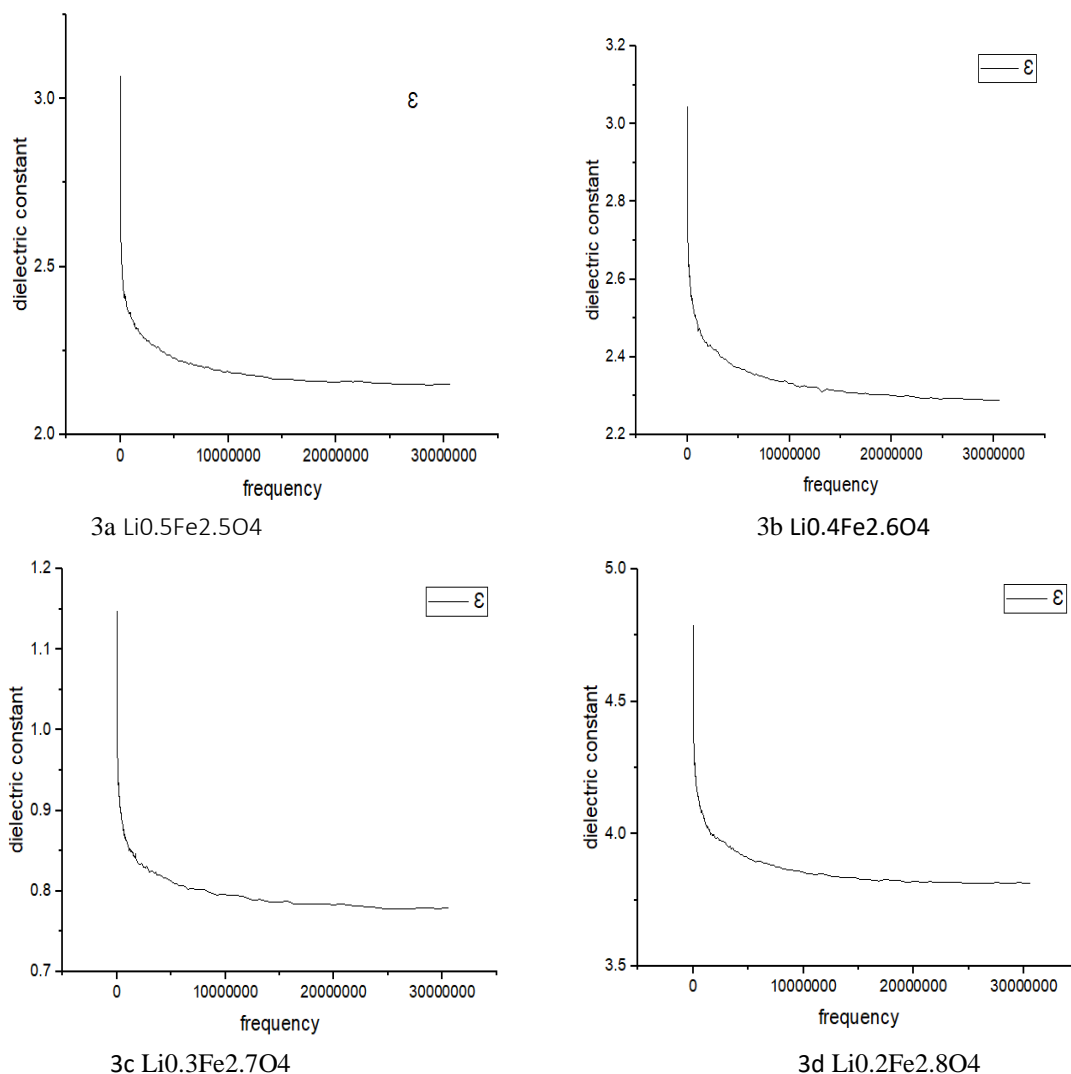 3.0
2.5
2.0
dielectric constant
ε
0 10000000 20000000 30000000
frequency
3a Li0.5Fe2.5O4
3.2
3.0
2.8
2.6
2.4
2.2
dielectric constant
ε
0 10000000 20000000 30000000
frequency
3b Li0.4Fe2.6O4
1.2
1.1
1.0
0.9
0.8
0.7
dielectric constant
ε
0 10000000 20000000 30000000
frequency
3c Li0.3Fe2.7O4
5.0
4.5
4.0
3.5
dielectric constant
ε
0 10000000 20000000 30000000
frequency
3d Li0.2Fe2.8O4